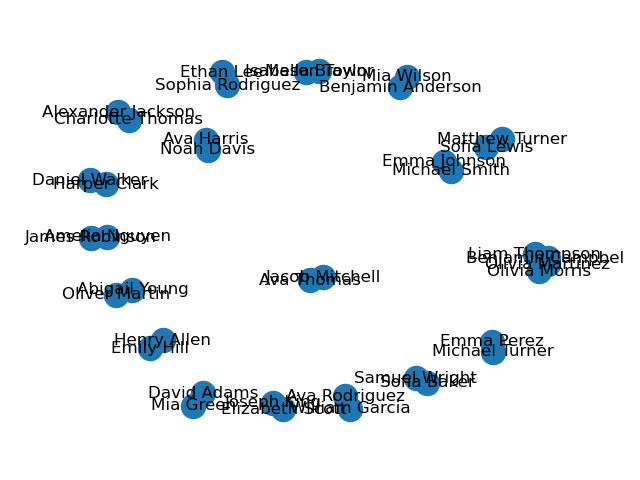 Ethan Lee
Isabella Brown
Mason Taylor
Mia Wilson
Sophia Rodriguez
Benjamin Anderson
Alexander Jackson
Charlotte Thomas
Ava Harris
Noah Davis
Matthew Turner
Sofia Lewis
Emma Johnson
Michael Smith
Daniel Walker
Harper Clark
James Robinson
Amelia Nguyen
Liam Thompson
Benjamin Campbel
Olivia Martinez
Olivia Morris
Jacob Mitchell
Ava Thomas
Abigail Young
Oliver Martin
Henry Allen
Emily Hill
Emma Perez
Michael Turner
Samuel Wright
Sofia Baker
David Adams
Mia Green
Joseph King
Elizabeth Scott
Ava Rodriguez
William Garcia